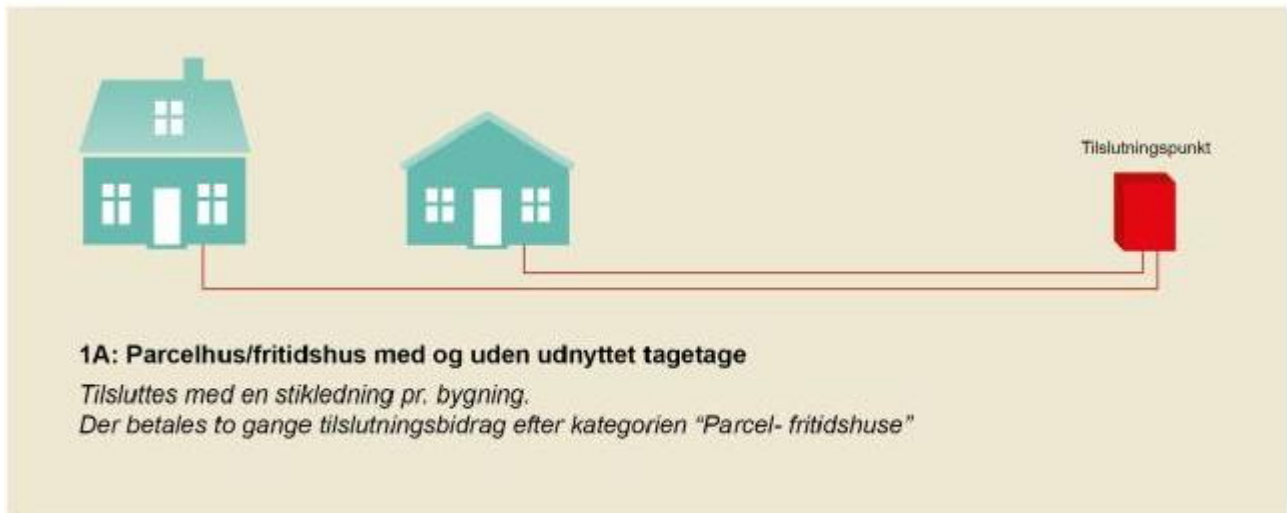 Tilslutningspunkt
1A: Parcelhus/fritidshus med og uden udnyttet tagetage
Tilsluttes med en stikledning pr. bygning.
Der betales to gange tilslutningsbidrag efter kategorien “Parcel- fritidshuse”